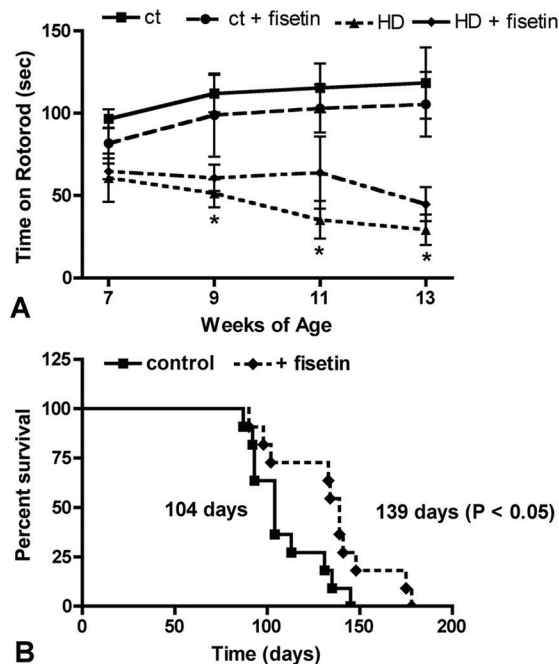 ct ct + fisetin HD HD + fisetin
150
100
50
0
Time on Rotorod (sec)
* * *
7 9 11 13
Weeks of Age
A
control + fisetin
125
100
75
50
25
0
Percent survival
104 days
139 days (P < 0.05)
0 50 100 150 200
Time (days)
B